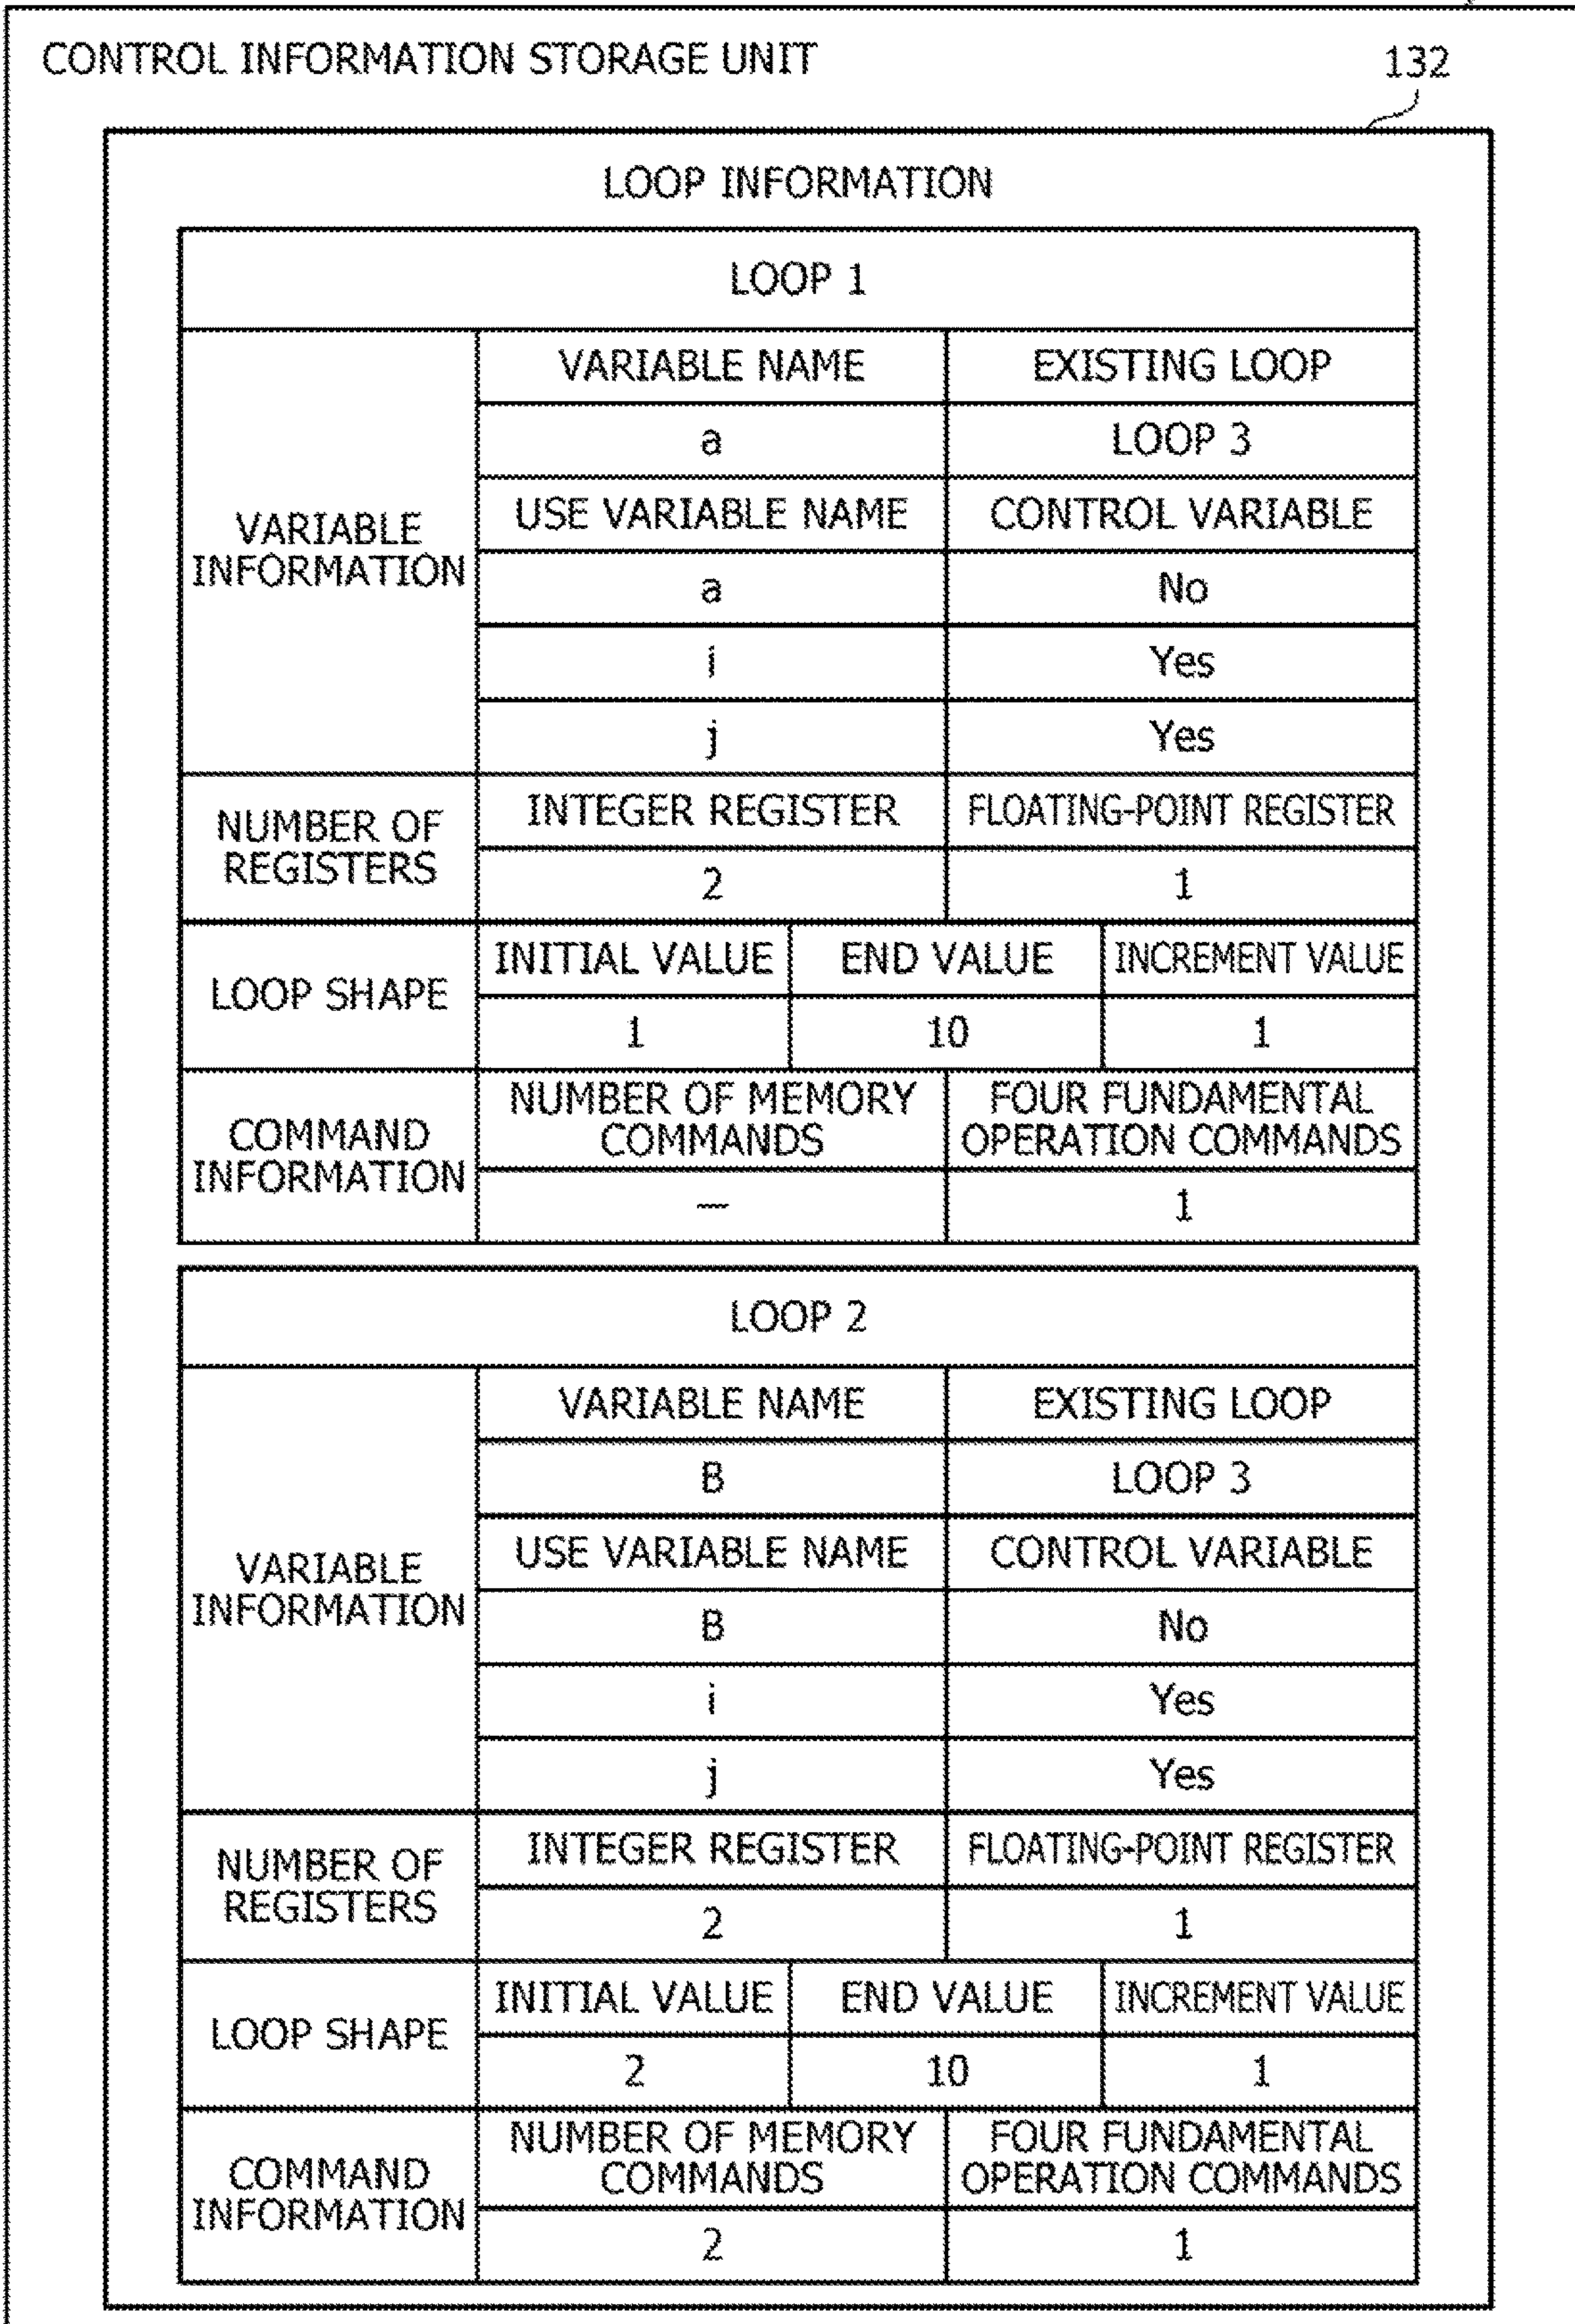 CONTROL INFORMATION STORAGE UNIT
132
LOOP INFORMATION
LOOP 1
VARIABLE INFORMATION
VARIABLE NAME EXISTING LOOP
a LOOP 3
USE VARIABLE NAME CONTROL VARIABLE
a No
i Yes
j Yes
NUMBER OF REGISTERS
INTEGER REGISTER FLOATING-POINT REGISTER
2 1
LOOP SHAPE
INITIAL VALUE END VALUE INCREMENT VALUE
1 10 1
COMMAND INFORMATION
NUMBER OF MEMORY COMMANDS FOUR FUNDAMENTAL OPERATION COMMANDS
— 1
LOOP 2
VARIABLE INFORMATION
VARIABLE NAME EXISTING LOOP
B LOOP 3
USE VARIABLE NAME CONTROL VARIABLE
B No
i Yes
j Yes
NUMBER OF REGISTERS
INTEGER REGISTER FLOATING-POINT REGISTER
2 1
LOOP SHAPE
INITIAL VALUE END VALUE INCREMENT VALUE
2 10 1
COMMAND INFORMATION
NUMBER OF MEMORY COMMANDS FOUR FUNDAMENTAL OPERATION COMMANDS
2 1